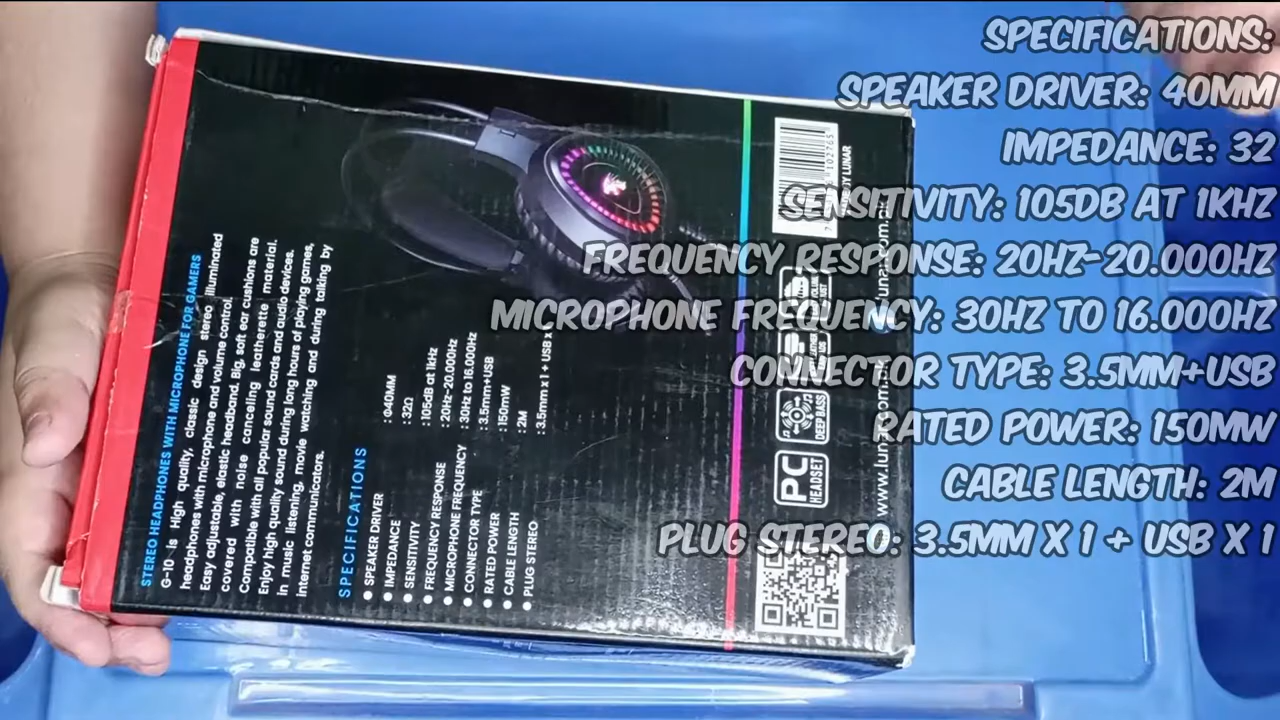 SPECIFICATIONS:
SPEAKER DRIVER: 40MM
IMPEDANCE: 32
SENSITIVITY: 105DB AT 1KHZ
FREQUENCY RESPONSE: 20HZ-20.000HZ
MICROPHONE FREQUENCY: 30HZ TO 16.000HZ
CONNECTOR TYPE: 3.5MM+USB
RATED POWER: 150MW
CABLE LENGTH: 2M
PLUG STEREO: 3.5MM X 1 + USB X 1
STEREO HEADPHONES WITH MICROPHONE FOR GAMERS
G-10 is High quality, classic design stereo illuminated
headphones with microphone and volume control.
Easy adjustable, elastic headband. Big, soft ear cushions are
covered with noise canceling leatherette material.
Compatible with all popular sound cards and audio devices.
Enjoy high quality sound during long hours of playing games,
in music listening, movie watching and during talking by
internet communicators.
SPECIFICATIONS
● SPEAKER DRIVER : Φ40MM
● IMPEDANCE : 32Ω
● SENSITIVITY : 105dB at 1kHz
● FREQUENCY RESPONSE : 20Hz-20.000Hz
● MICROPHONE FREQUENCY : 30Hz to 16.000Hz
● CONNECTOR TYPE : 3.5mm+USB
● RATED POWER : 150mW
● CABLE LENGTH : 2M
● PLUG STEREO : 3.5mm x 1 + USB x
PC
HEADSET
DEEP BASS
LUNAR